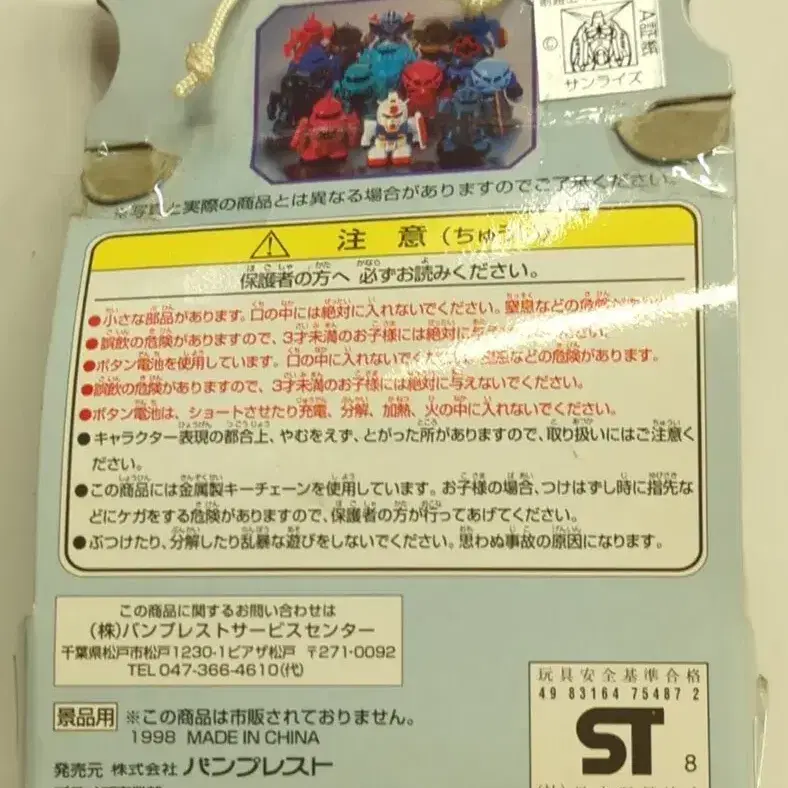 A証紙
©
サンライズ
※写真と実際の商品とは異なる場合がありますのでご了承ください。
注意(ちゅうい)
保護者の方へ 必ずお読みください。
●小さな部品があります。口の中には絶対に入れないでください。窒息などの危険が
●誤飲の危険がありますので、3才未満のお子様には絶対に与
●ボタン電池を使用しています。口の中に入れないでください。窒息などの危険があります。
●誤飲の危険がありますので、3才未満のお子様には絶対に与えないでください。
●ボタン電池は、ショートさせたり充電、分解、加熱、火の中に入れないでください。
●キャラクター表現の都合上、やむをえず、とがった所がありますので、取り扱いにはご注意く
ださい。
●この商品には金属製キーチェーンを使用しています。お子様の場合、つけはずし時に指先な
どにケガをする危険がありますので、保護者の方が行ってあげてください。
●ぶつけたり、分解したり乱暴な遊びをしないでください。思わぬ事故の原因になります。
この商品に関するお問い合わせは
(株)バンプレストサービスセンター
千葉県松戸市松戸1230-1ピアザ松戸 〒271-0092
TEL 047-366-4610(代)
景品用 ※この商品は市販されておりません。
1998 MADE IN CHINA
発売元 株式会社 バンプレスト
玩具安全基準合格
49 83164 75487 2
ST
8